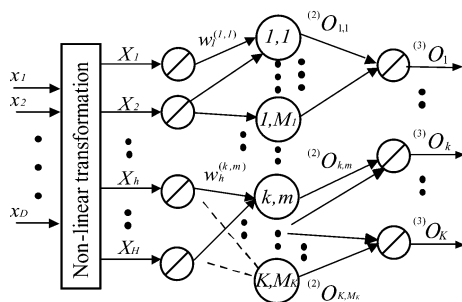 x1
x2
xD
Non-linear transformation
X1
X2
Xh
XH
wl(1,1)
wh(k,m)
1,1
1,M1
k,m
K,MK
(2)O1,1
(2)Ok,m
(2)OK,MK
(3)O1
(3)Ok
(3)OK